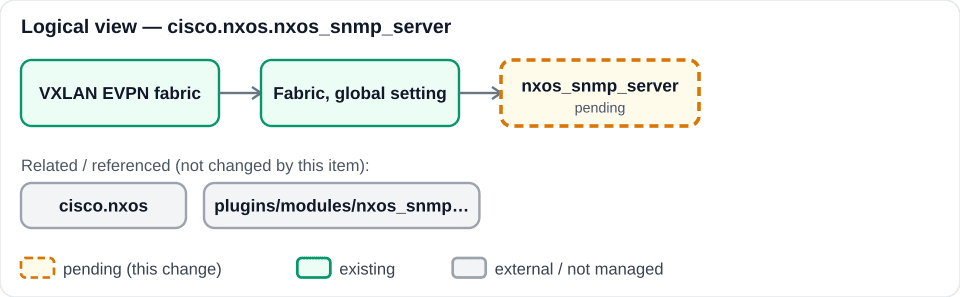 Logical view — cisco.nxos.nxos_snmp_server
VXLAN EVPN fabric
Fabric, global setting
nxos_snmp_server
pending
Related / referenced (not changed by this item):
cisco.nxos
plugins/modules/nxos_snmp…
pending (this change)
existing
external / not managed